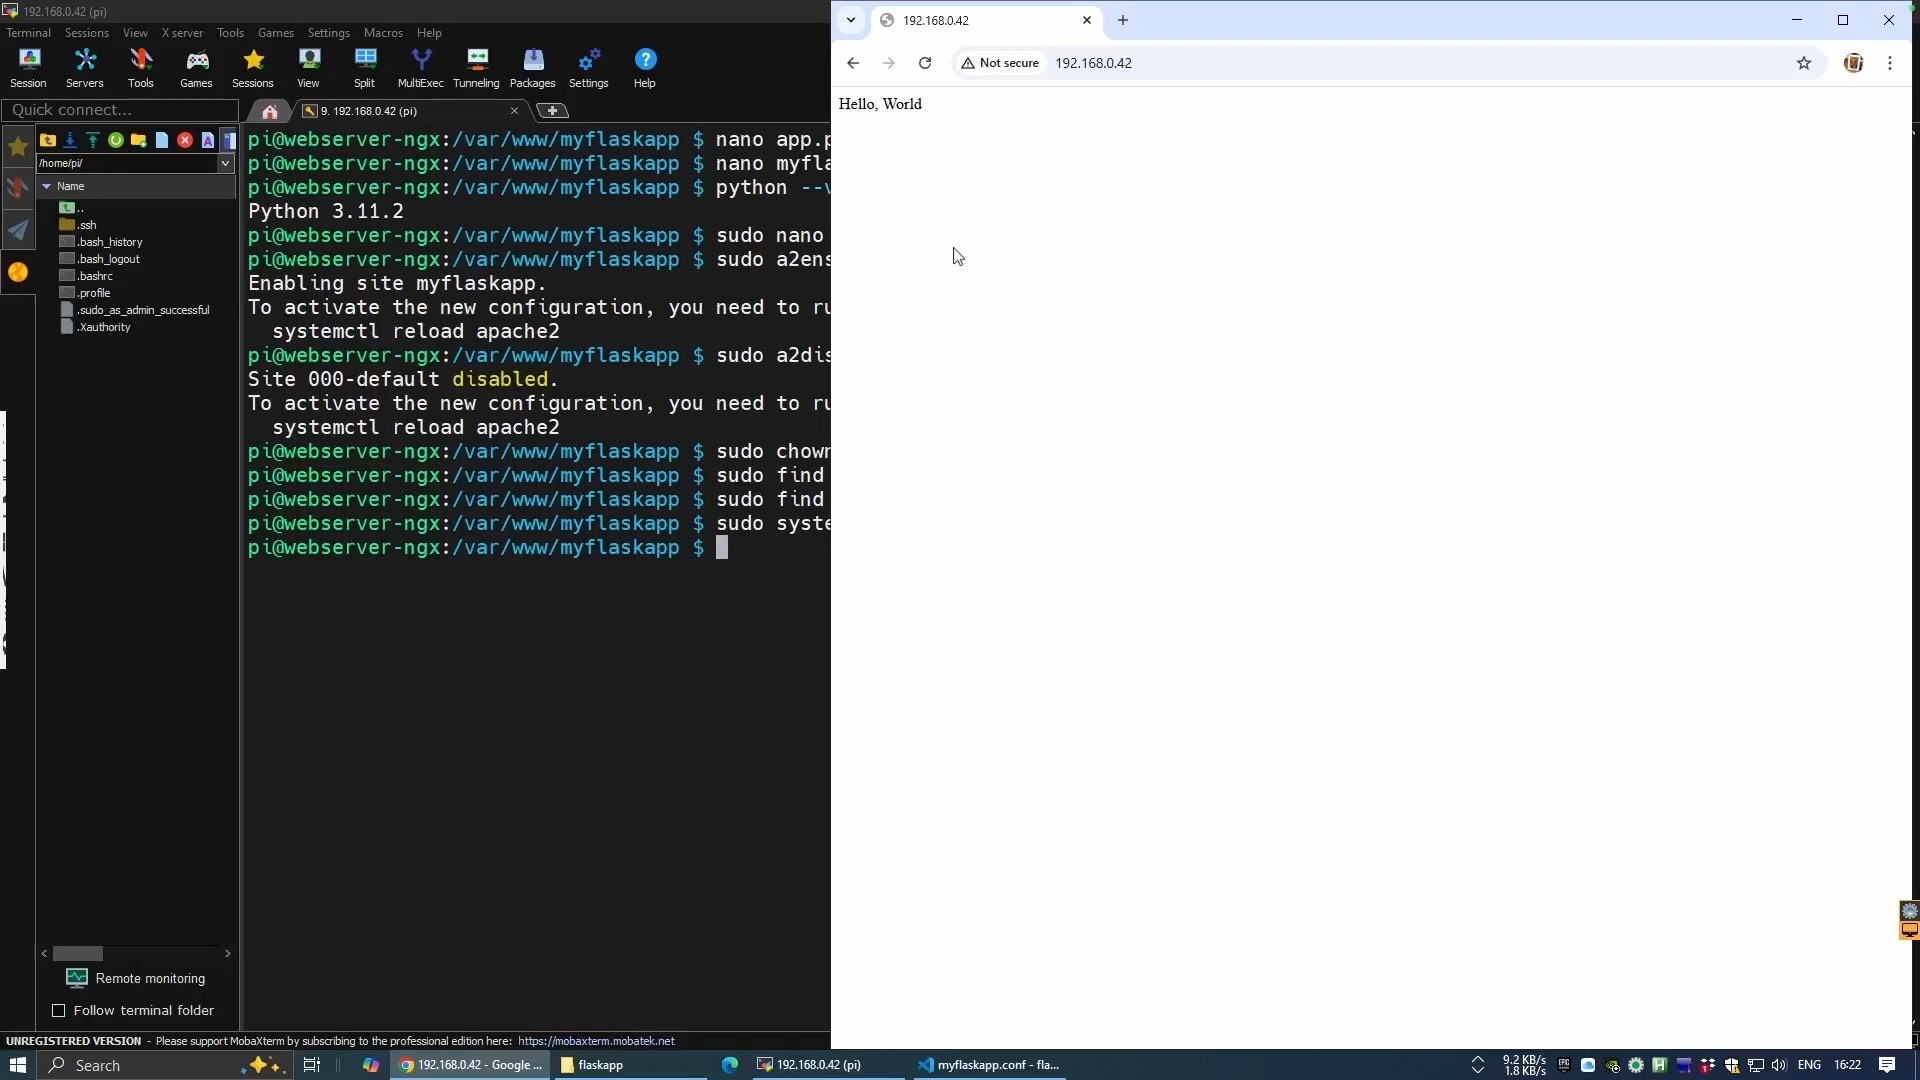 192.168.0.42 (pi)
Terminal Sessions View X server Tools Games Settings Macros Help
Session Servers Tools Games Sessions View Split MultiExec Tunneling Packages Settings Help
Quick connect...
9. 192.168.0.42 (pi)
/home/pi/
Name
..
.ssh
.bash_history
.bash_logout
.bashrc
.profile
.sudo_as_admin_successful
.Xauthority
Remote monitoring
Follow terminal folder
pi@webserver-ngx:/var/www/myflaskapp $ nano app.p
pi@webserver-ngx:/var/www/myflaskapp $ nano myfla
pi@webserver-ngx:/var/www/myflaskapp $ python --v
Python 3.11.2
pi@webserver-ngx:/var/www/myflaskapp $ sudo nano
pi@webserver-ngx:/var/www/myflaskapp $ sudo a2ens
Enabling site myflaskapp.
To activate the new configuration, you need to ru
systemctl reload apache2
pi@webserver-ngx:/var/www/myflaskapp $ sudo a2dis
Site 000-default disabled.
To activate the new configuration, you need to ru
systemctl reload apache2
pi@webserver-ngx:/var/www/myflaskapp $ sudo chown
pi@webserver-ngx:/var/www/myflaskapp $ sudo find
pi@webserver-ngx:/var/www/myflaskapp $ sudo find
pi@webserver-ngx:/var/www/myflaskapp $ sudo syste
pi@webserver-ngx:/var/www/myflaskapp $
192.168.0.42
Not secure 192.168.0.42
Hello, World
UNREGISTERED VERSION - Please support MobaXterm by subscribing to the professional edition here: https://mobaxterm.mobatek.net
Search
192.168.0.42 - Google ...
flaskapp
192.168.0.42 (pi)
myflaskapp.conf - fla...
9.2 KB/s
1.8 KB/s
ENG 16:22